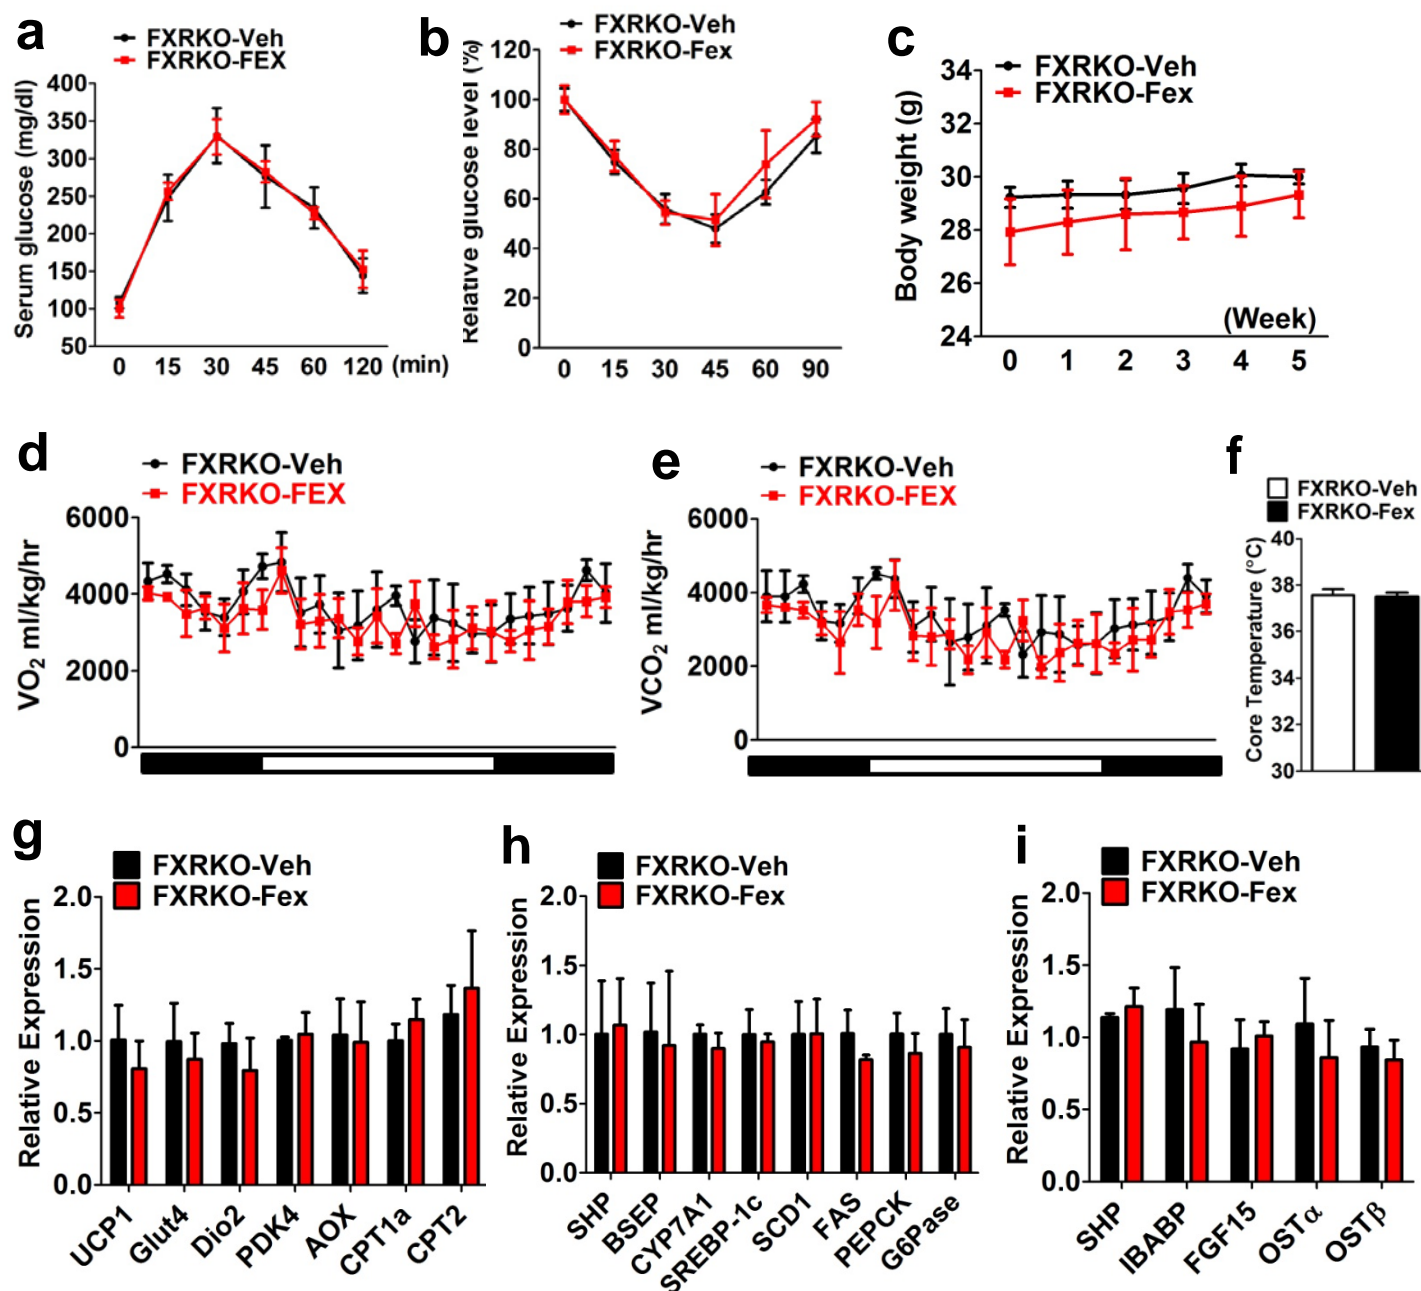 a
FXRKO-Veh
FXRKO-FEX
Serum glucose (mg/dl)
400
350
300
250
200
150
100
50
0 15 30 45 60 120 (min)
b
FXRKO-Veh
FXRKO-Fex
Relative glucose level (%)
120
100
80
60
40
20
0
0 15 30 45 60 90
c
FXRKO-Veh
FXRKO-Fex
Body weight (g)
34
32
30
28
26
24
(Week)
0 1 2 3 4 5
d
FXRKO-Veh
FXRKO-FEX
VO2 ml/kg/hr
6000
4000
2000
0
e
FXRKO-Veh
FXRKO-FEX
VCO2 ml/kg/hr
6000
4000
2000
0
f
FXRKO-Veh
FXRKO-Fex
Core Temperature (°C)
40
38
36
34
32
30
g
FXRKO-Veh
FXRKO-Fex
Relative Expression
2.0
1.5
1.0
0.5
0.0
UCP1 Glut4 Dio2 PDK4 AOX CPT1a CPT2
h
FXRKO-Veh
FXRKO-Fex
Relative Expression
2.0
1.5
1.0
0.5
0.0
SHP BSEP CYP7A1 SREBP-1c SCD1 FAS PEPCK G6Pase
i
FXRKO-Veh
FXRKO-Fex
Relative Expression
2.0
1.5
1.0
0.5
0.0
SHP IBABP FGF15 OSTα OSTβ